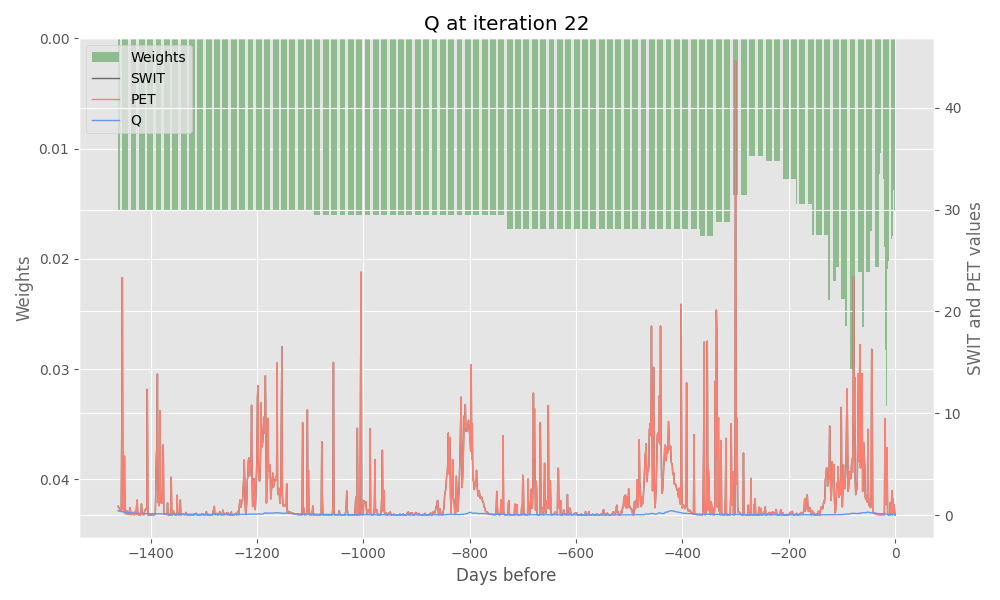 Q at iteration 22
Weights
SWIT
PET
Q
0.00
0.01
0.02
0.03
0.04
Weights
40
30
20
10
0
SWIT and PET values
−1400
−1200
−1000
−800
−600
−400
−200
0
Days before